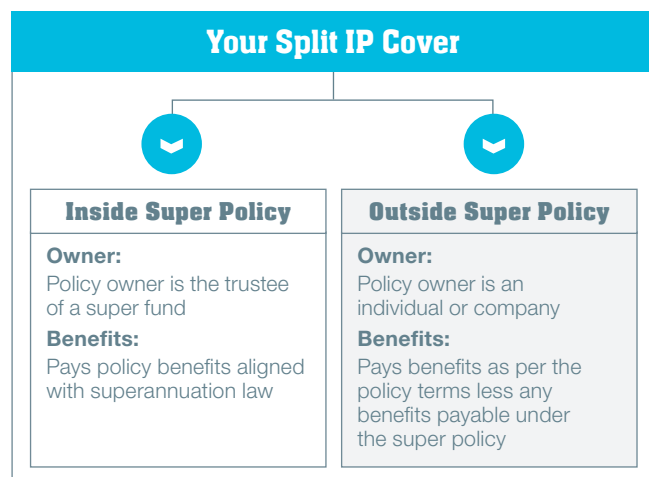 Your Split IP Cover
Inside Super Policy
Owner:
Policy owner is the trustee
of a super fund
Benefits:
Pays policy benefits aligned
with superannuation law
Outside Super Policy
Owner:
Policy owner is an
individual or company
Benefits:
Pays benefits as per the
policy terms less any
benefits payable under
the super policy